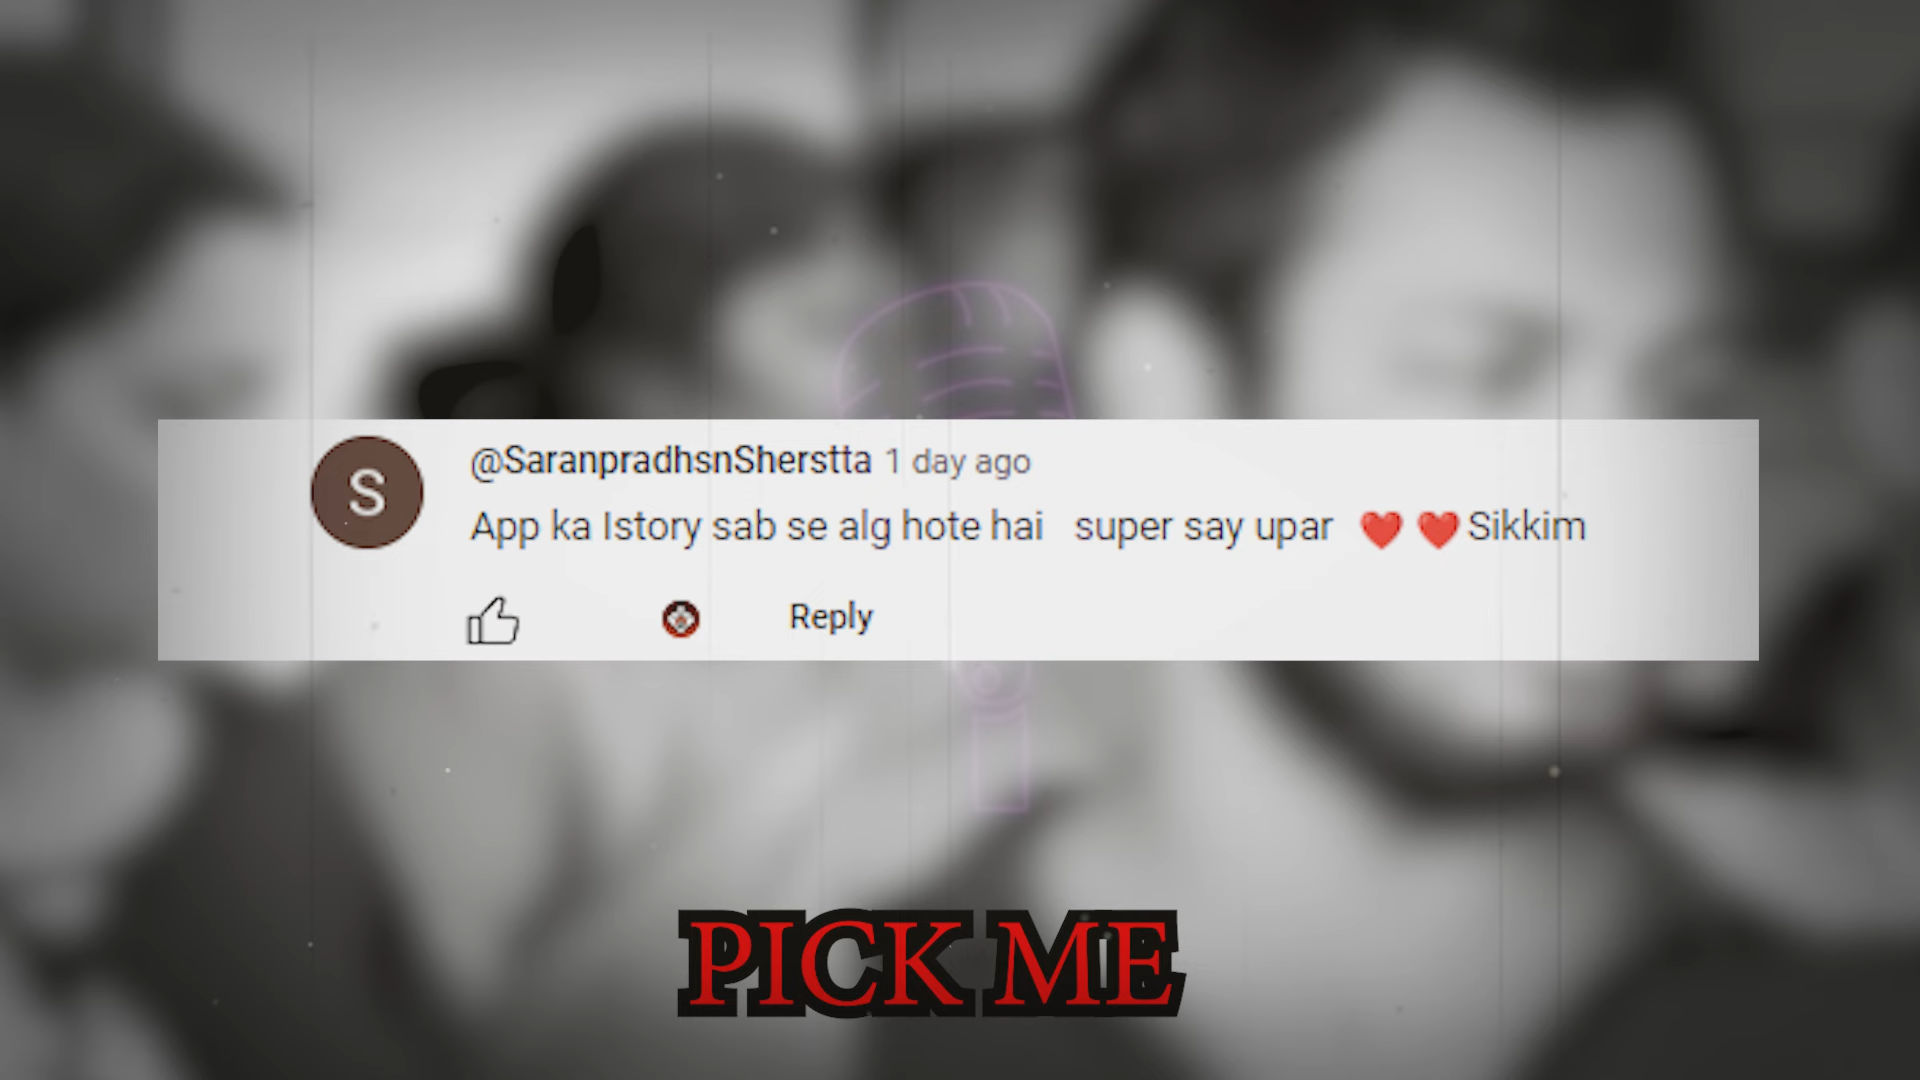 S
@SaranpradhsnSherstta 1 day ago
App ka Istory sab se alg hote hai super say upar ❤️ ❤️ Sikkim
Reply
PICK ME